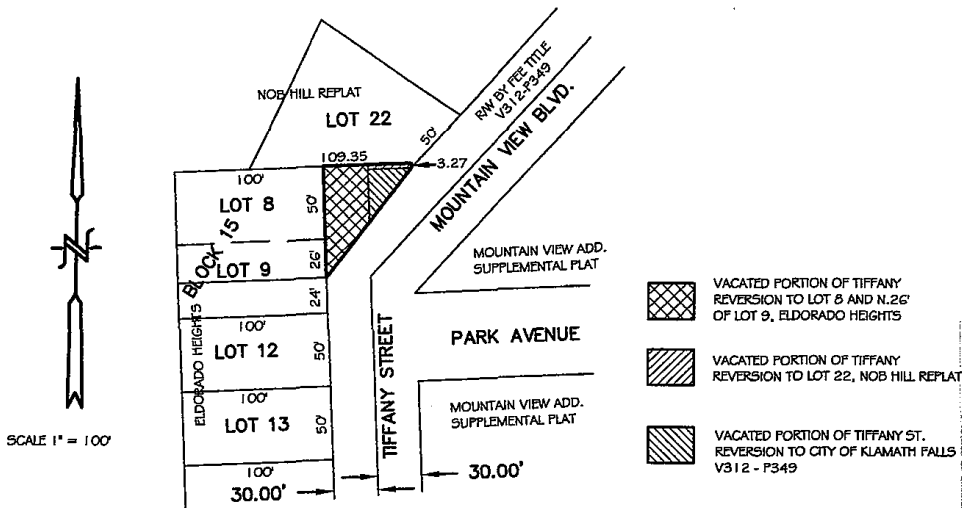 NOB HILL REPLAT
LOT 22
R/W BY FEE TITLE
V312-P349
50'
MOUNTAIN VIEW BLVD.
109.35
3.27
100'
LOT 8
50'
BLOCK 15
LOT 9
26'
24'
ELDORADO HEIGHTS
100'
LOT 12
50'
100'
LOT 13
50'
100'
30.00'
TIFFANY STREET
30.00'
MOUNTAIN VIEW ADD.
SUPPLEMENTAL PLAT
PARK AVENUE
MOUNTAIN VIEW ADD.
SUPPLEMENTAL PLAT
N
SCALE 1" = 100'
VACATED PORTION OF TIFFANY
REVERSION TO LOT 8 AND N.26'
OF LOT 9, ELDORADO HEIGHTS
VACATED PORTION OF TIFFANY
REVERSION TO LOT 22, NOB HILL REPLAT
VACATED PORTION OF TIFFANY ST.
REVERSION TO CITY OF KLAMATH FALLS
V312 - P349